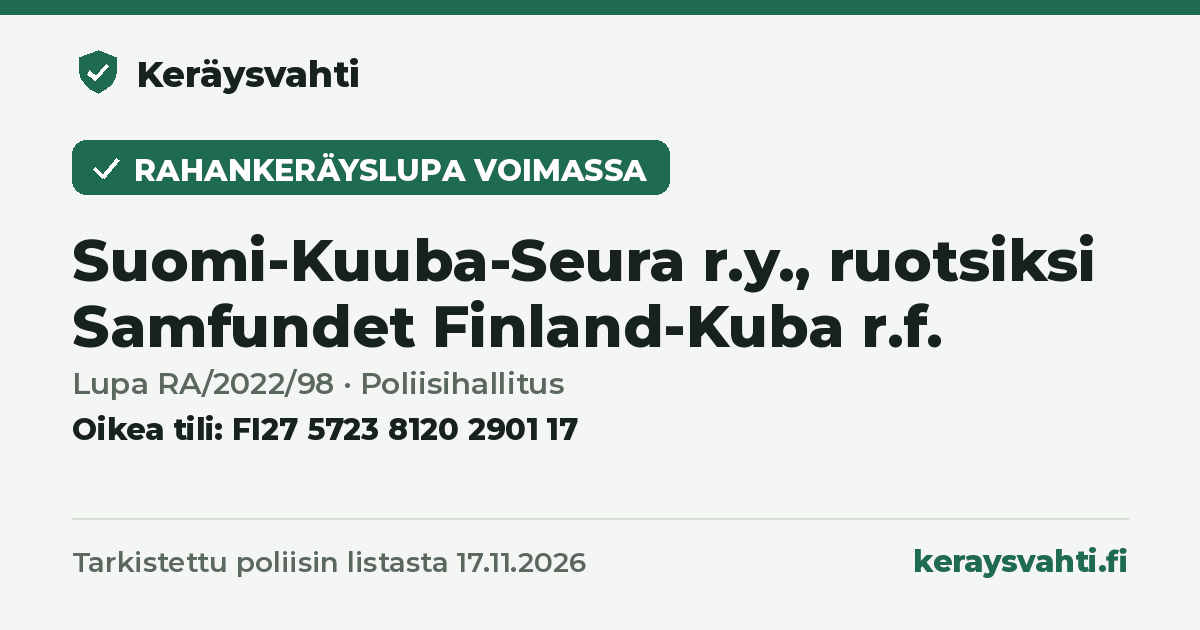 Keräysvahti
RAHANKERÄYSLUPA VOIMASSA
Suomi-Kuuba-Seura r.y., ruotsiksi
Samfundet Finland-Kuba r.f.
Lupa RA/2022/98 · Poliisihallitus
Oikea tili: FI27 5723 8120 2901 17
Tarkistettu poliisin listasta 17.11.2026
keraysvahti.fi